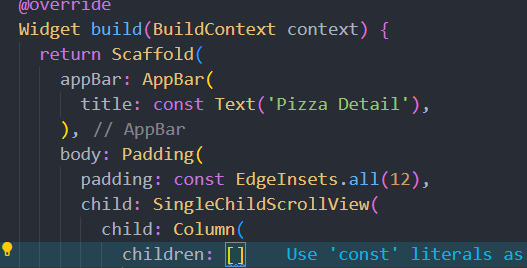 @override
Widget build(BuildContext context) {
return Scaffold(
appBar: AppBar(
title: const Text('Pizza Detail'),
), // AppBar
body: Padding(
padding: const EdgeInsets.all(12),
child: SingleChildScrollView(
child: Column(
children: [] Use 'const' literals as